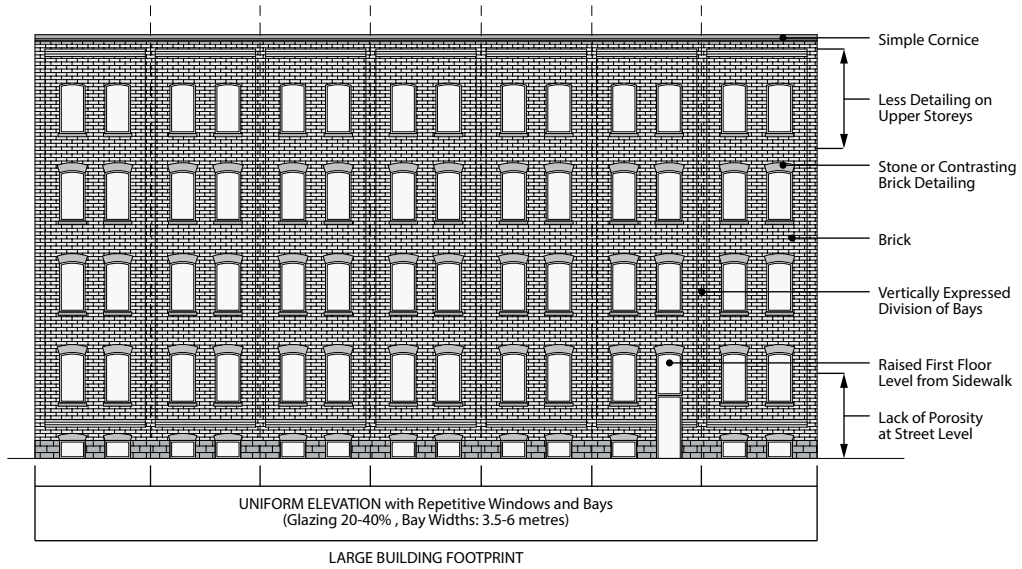 Simple Cornice
Less Detailing on
Upper Storeys
Stone or Contrasting
Brick Detailing
Brick
Vertically Expressed
Division of Bays
Raised First Floor
Level from Sidewalk
Lack of Porosity
at Street Level
UNIFORM ELEVATION with Repetitive Windows and Bays
(Glazing 20-40% , Bay Widths: 3.5-6 metres)
LARGE BUILDING FOOTPRINT